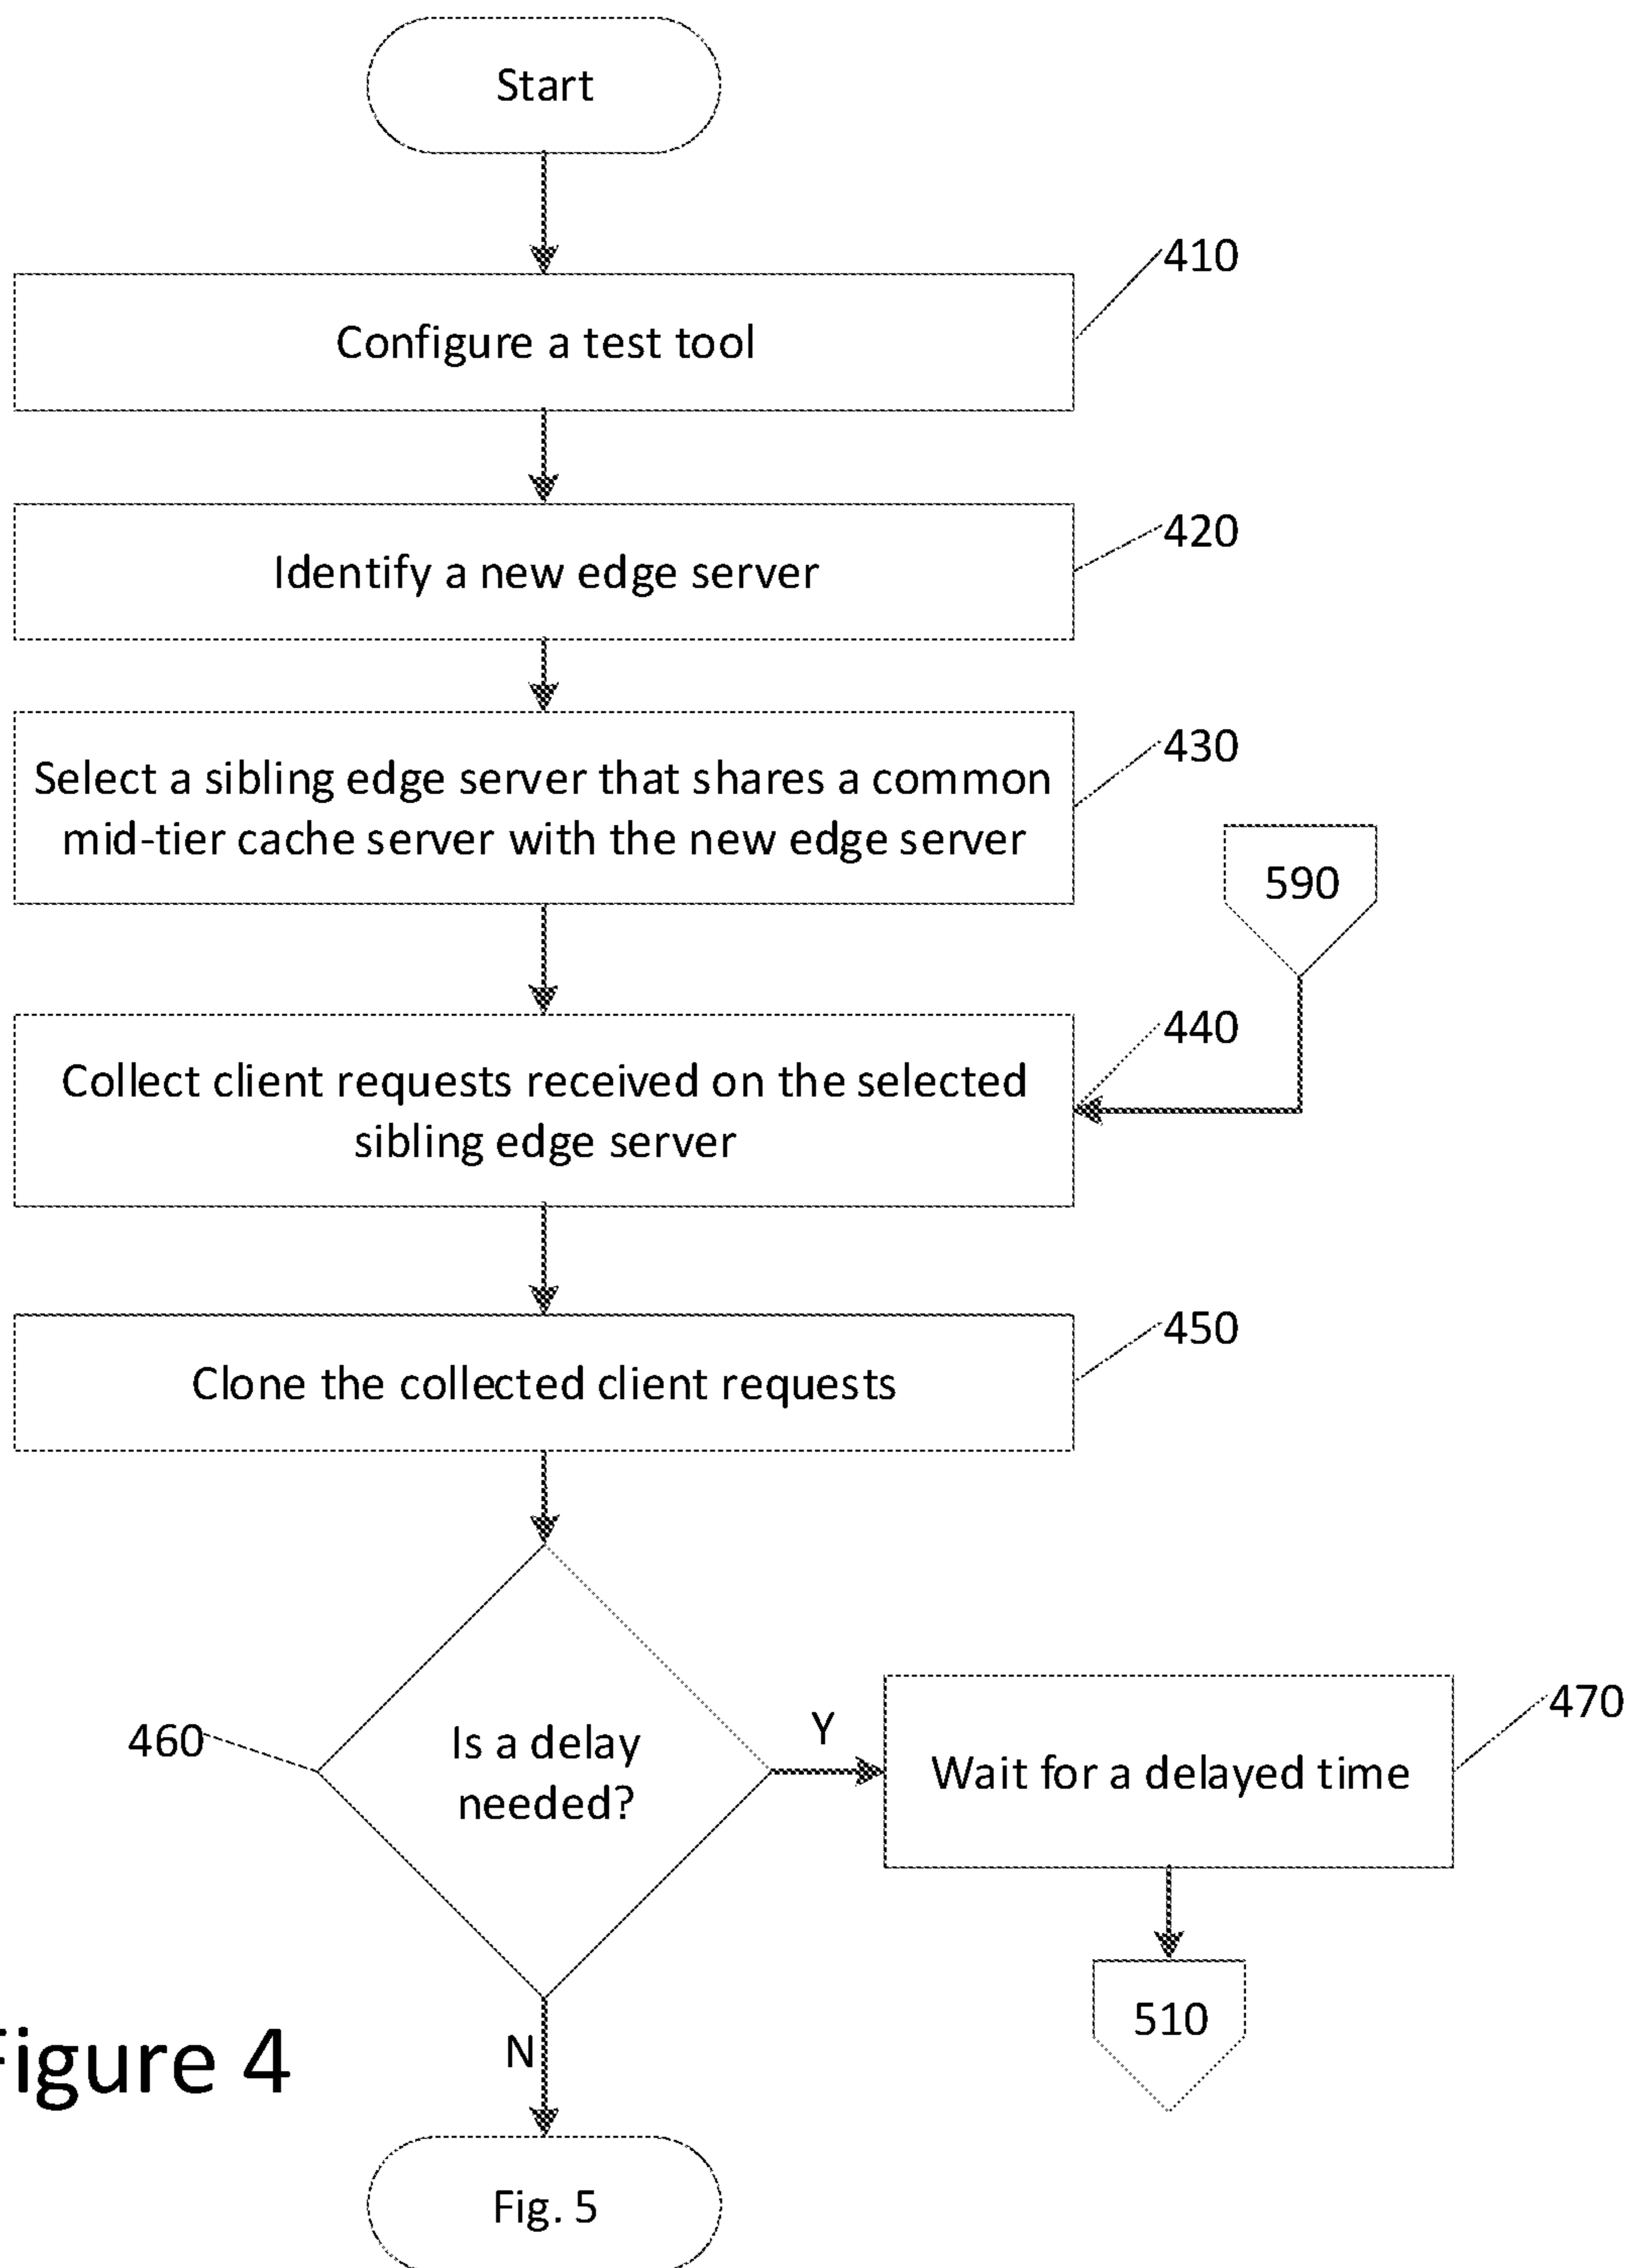 Start
410
Configure a test tool
420
Identify a new edge server
430
Select a sibling edge server that shares a common
mid-tier cache server with the new edge server
590
440
Collect client requests received on the selected
sibling edge server
450
Clone the collected client requests
460
Is a delay
needed?
Y
470
Wait for a delayed time
510
N
Figure 4
Fig. 5